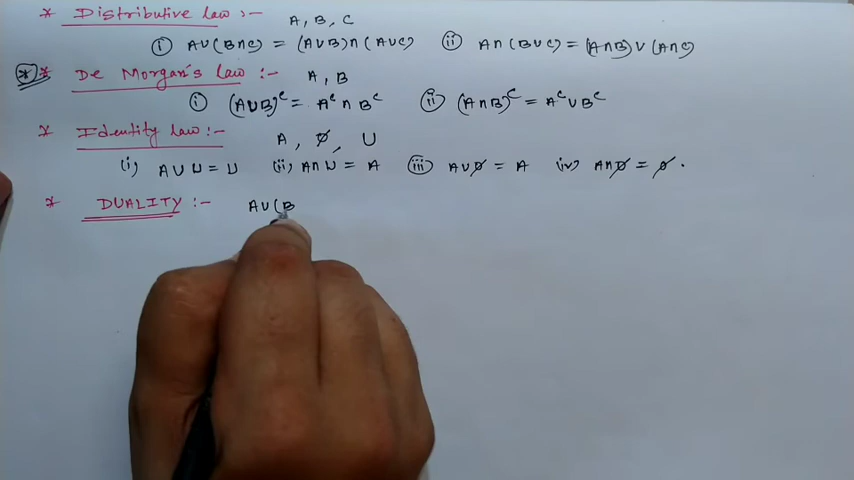 * Distributive law :- A, B, C
(i) A∪(B∩C) = (A∪B)∩(A∪C) (ii) A∩(B∪C) = (A∩B)∪(A∩C)
* * De Morgan's Law :- A, B
(i) (A∪B)ᶜ = Aᶜ ∩ Bᶜ (ii) (A∩B)ᶜ = Aᶜ∪Bᶜ
* Identity law :- A, ∅, U
(i) A∪U = U (ii) A∩U = A (iii) A∪∅ = A (iv) A∩∅ = ∅.
* DUALITY :- A∪(B